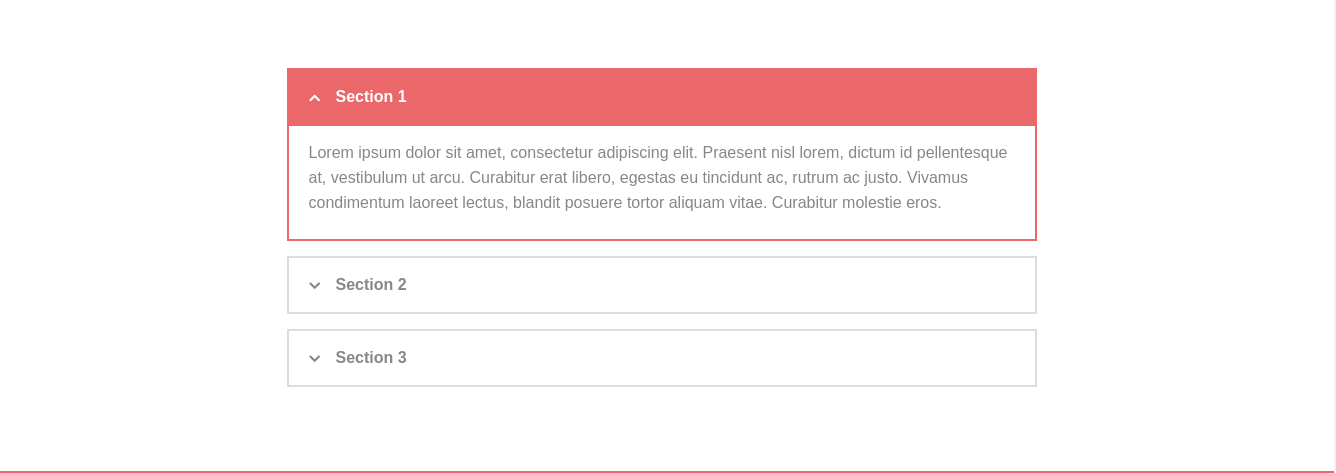 Section 1
Lorem ipsum dolor sit amet, consectetur adipiscing elit. Praesent nisl lorem, dictum id pellentesque
at, vestibulum ut arcu. Curabitur erat libero, egestas eu tincidunt ac, rutrum ac justo. Vivamus
condimentum laoreet lectus, blandit posuere tortor aliquam vitae. Curabitur molestie eros.
Section 2
Section 3